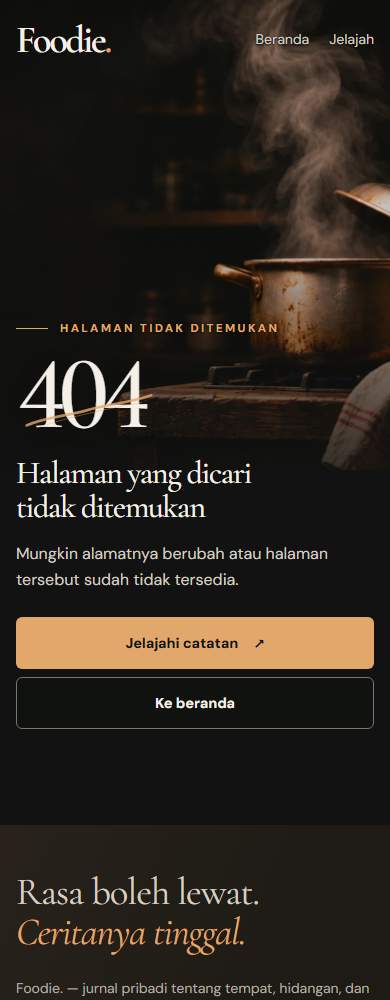 Foodie.
Beranda Jelajah
HALAMAN TIDAK DITEMUKAN
404
Halaman yang dicari
tidak ditemukan
Mungkin alamatnya berubah atau halaman
tersebut sudah tidak tersedia.
Jelajahi catatan ↗
Ke beranda
Rasa boleh lewat.
Ceritanya tinggal.
Foodie. — jurnal pribadi tentang tempat, hidangan, dan